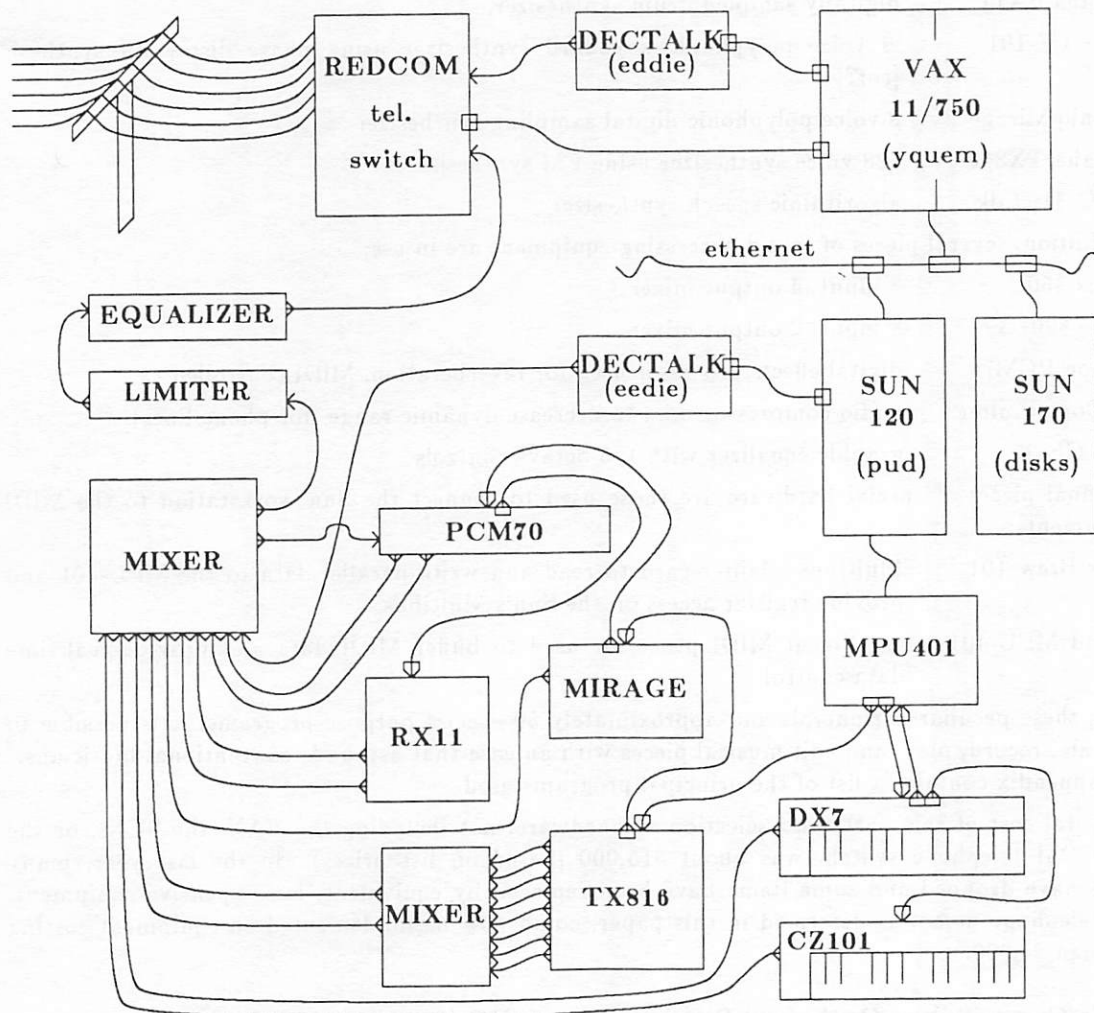 REDCOM
tel.
switch
DECTALK
(eddie)
VAX
11/750
(yquem)
ethernet
EQUALIZER
LIMITER
DECTALK
(eedie)
SUN
120
(pud)
SUN
170
(disks)
MIXER
PCM70
MPU401
RX11
MIRAGE
DX7
MIXER
TX816
CZ101